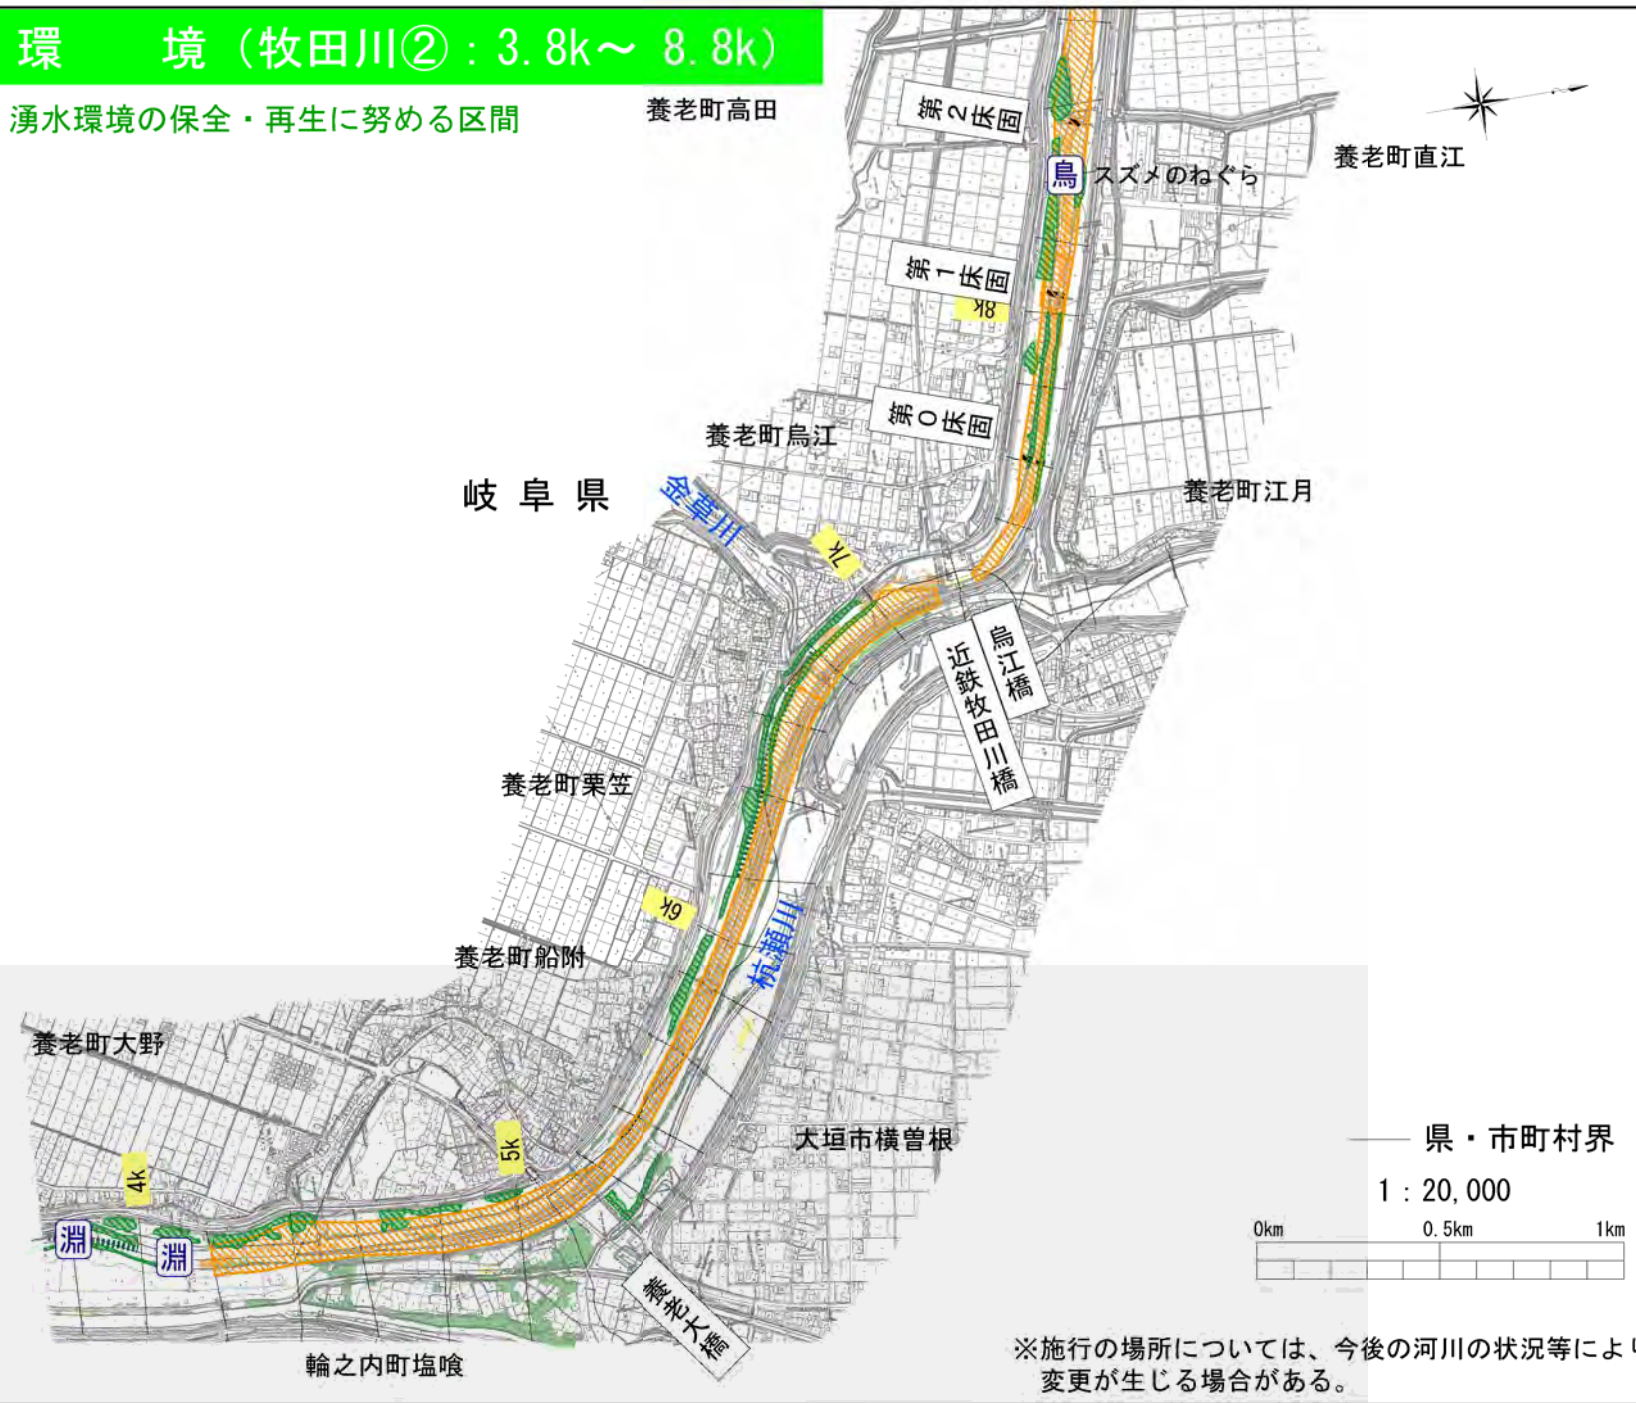 環　　境（牧田川②：3.8k～ 8.8k）
湧水環境の保全・再生に努める区間
養老町高田
第2床固
養老町直江
鳥
スズメのねぐら
第1床固
8k
第0床固
養老町烏江
岐阜県
金草川
7k
養老町江月
烏江橋
近鉄牧田川橋
養老町栗笠
6k
杭瀬川
養老町船附
養老町大野
5k
大垣市横曽根
4k
淵
淵
養老大橋
輪之内町塩喰
県・市町村界
1：20,000
0km 0.5km 1km
※施行の場所については、今後の河川の状況等により
変更が生じる場合がある。